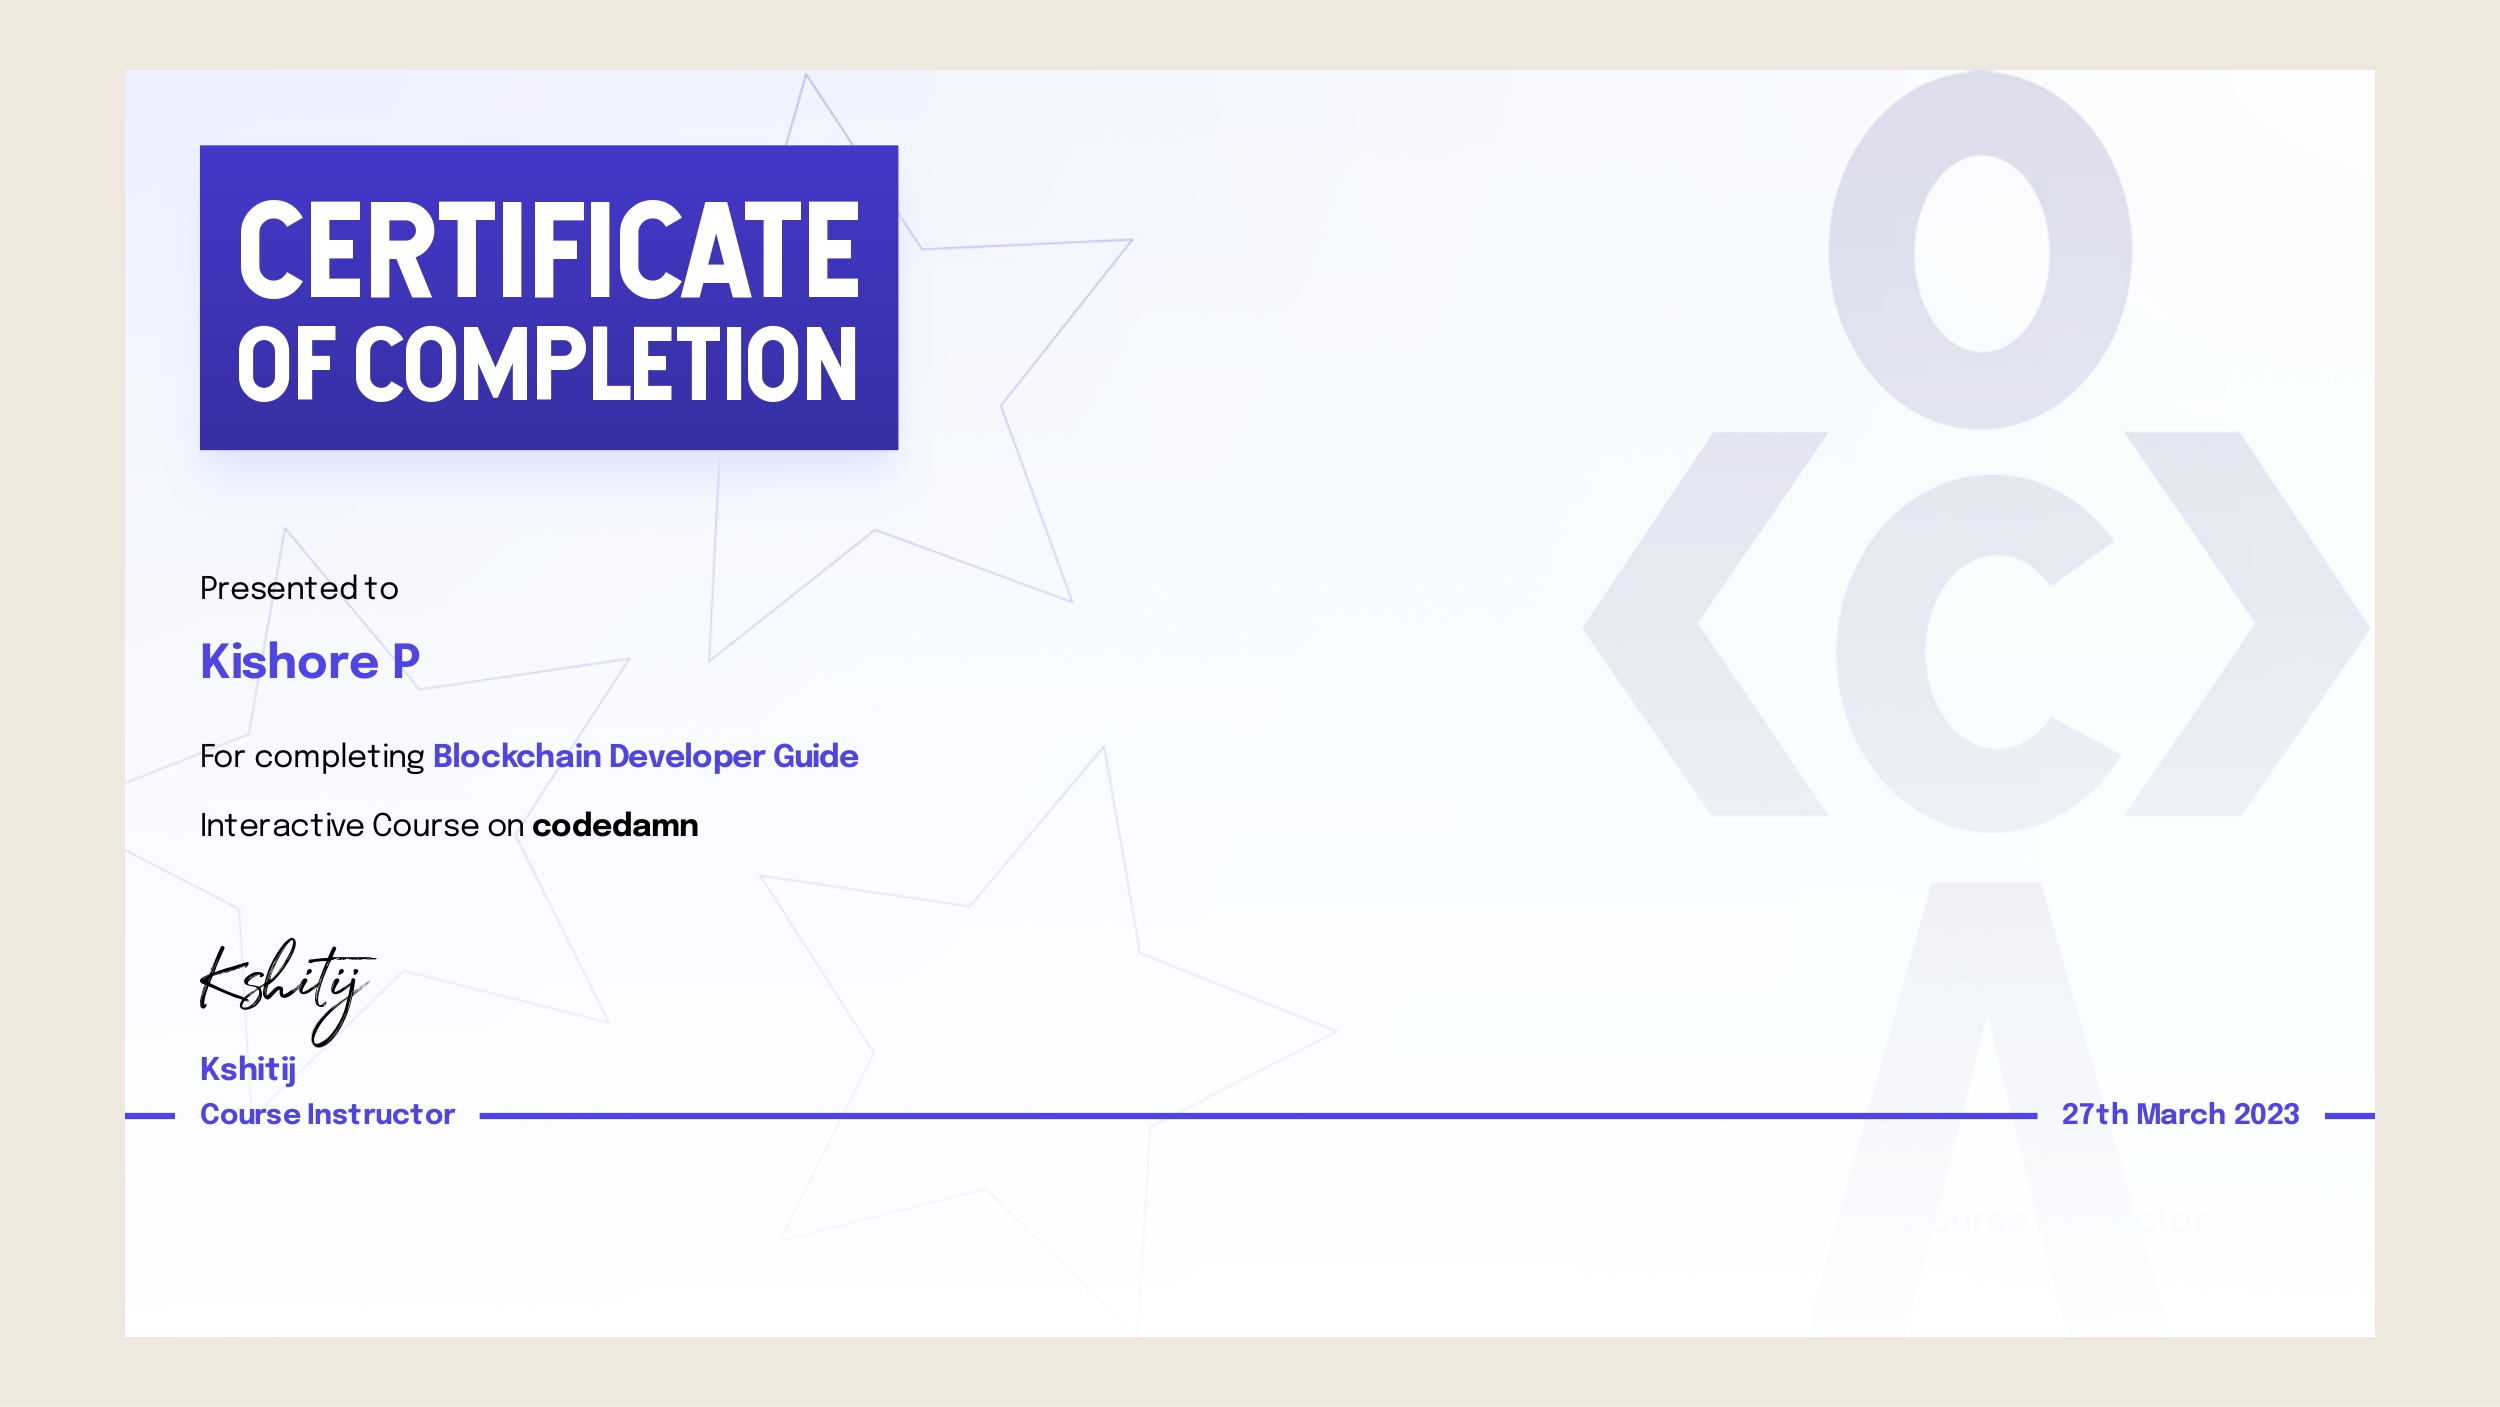 CERTIFICATE
OF COMPLETION
Presented to
Kishore P
For completing Blockchain Developer Guide
Interactive Course on codedamn
Kshitij
Kshitij
Course Instructor
27th March 2023
C